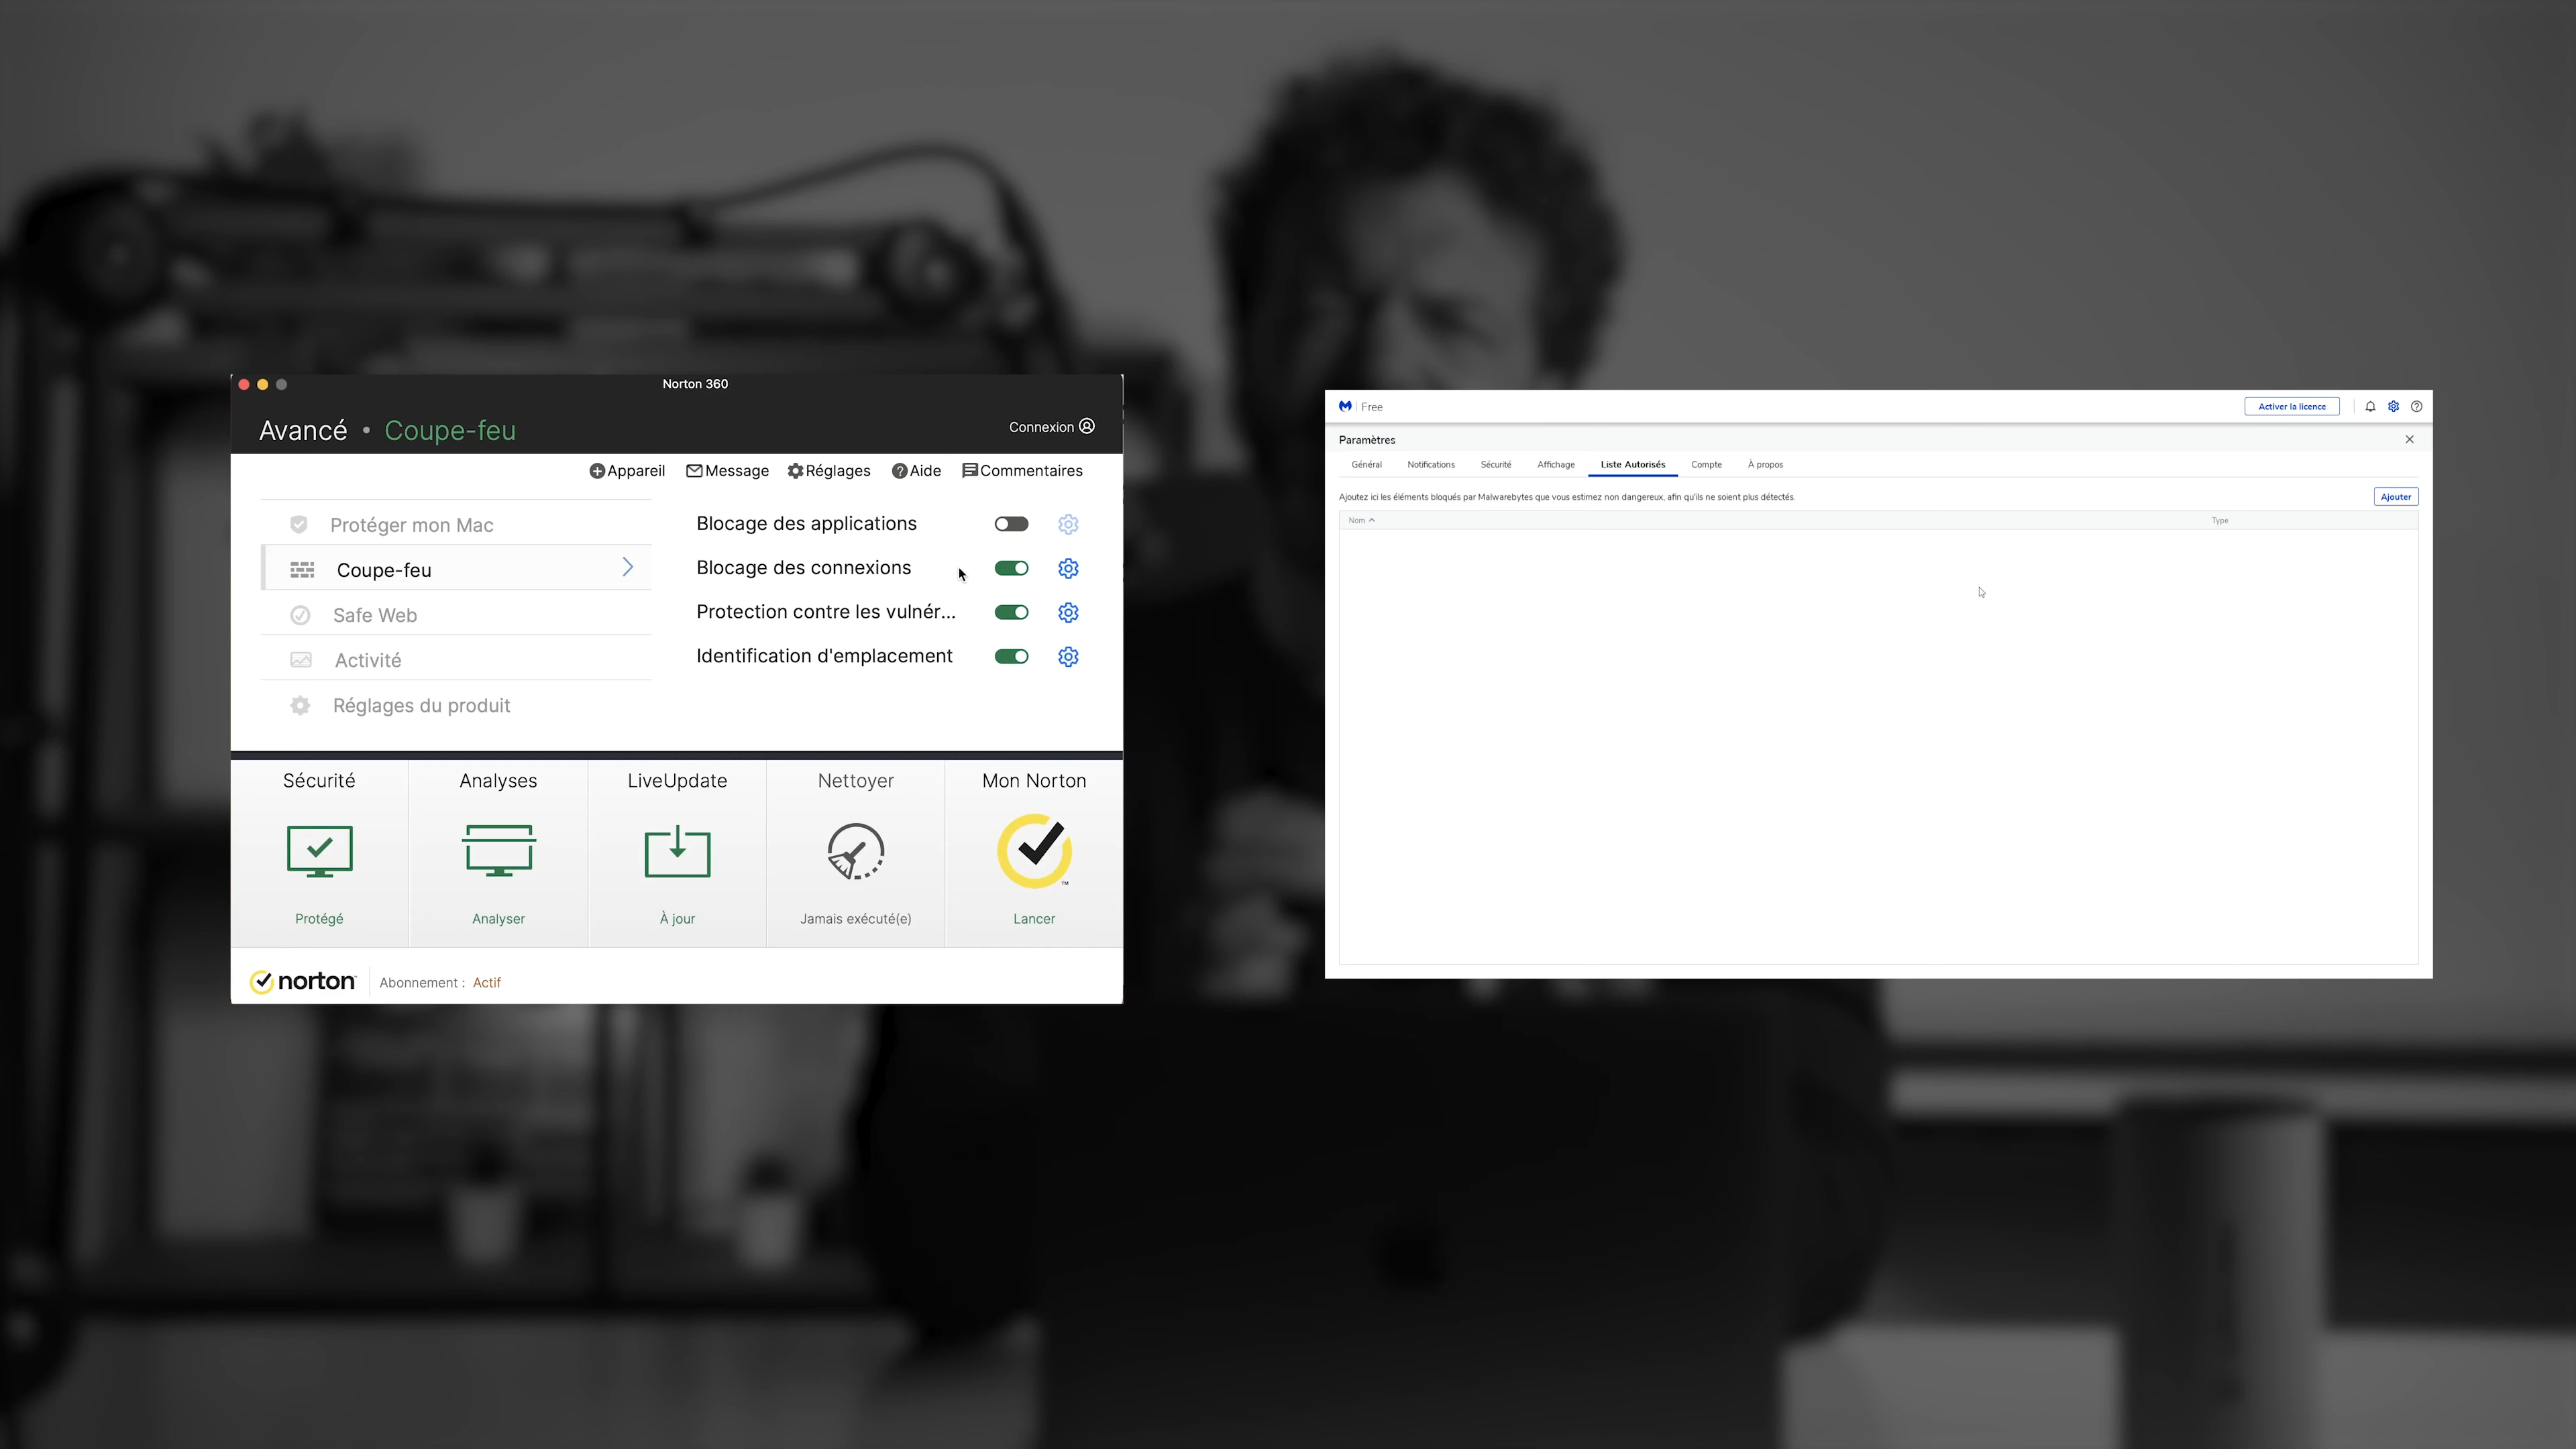 Norton 360
Avancé • Coupe-feu
Connexion
Appareil Message Réglages Aide Commentaires
Protéger mon Mac
Coupe-feu
Safe Web
Activité
Réglages du produit
Blocage des applications
Blocage des connexions
Protection contre les vulnér...
Identification d'emplacement
Sécurité
Protégé
Analyses
Analyser
LiveUpdate
À jour
Nettoyer
Jamais exécuté(e)
Mon Norton
TM
Lancer
norton
Abonnement : Actif
Free
Activer la licence
Paramètres
Général Notifications Sécurité Affichage Liste Autorisés Compte À propos
Ajoutez ici les éléments bloqués par Malwarebytes que vous estimez non dangereux, afin qu'ils ne soient plus détectés.
Ajouter
Nom Type